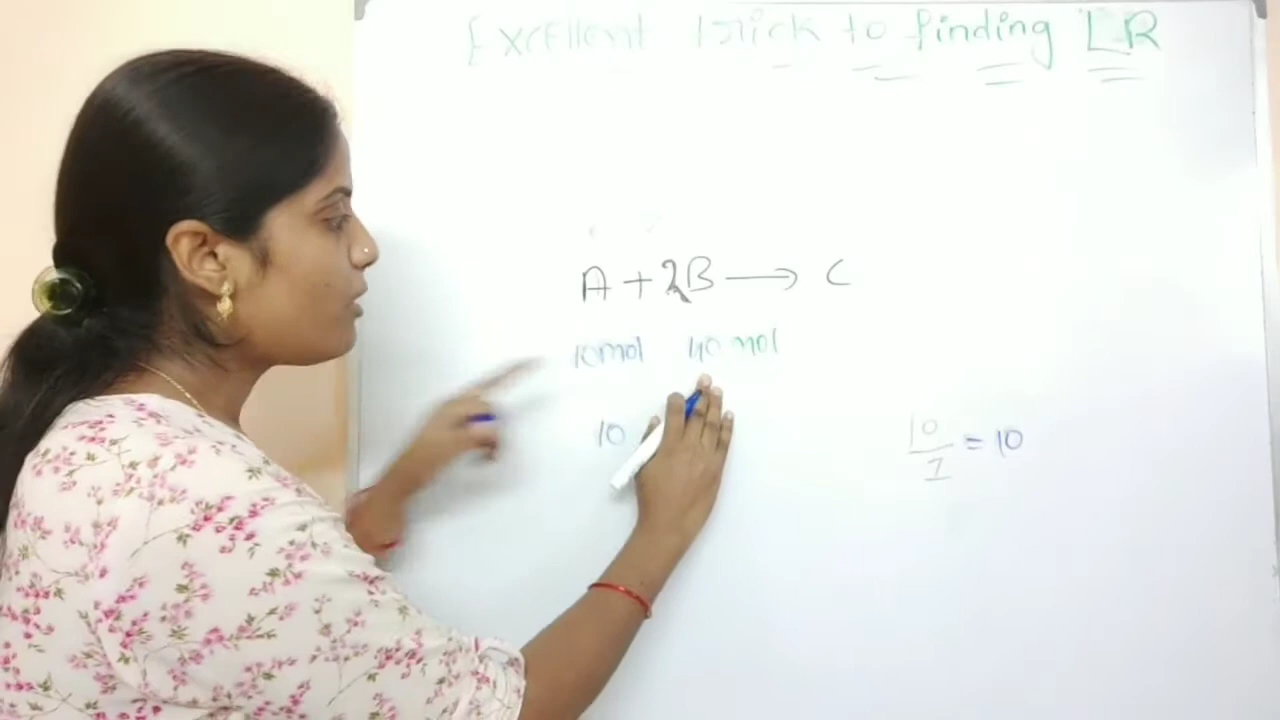 Excellent trick to finding LR
A + 2B ⟶ C
10mol 40 mol
10
10/1 = 10